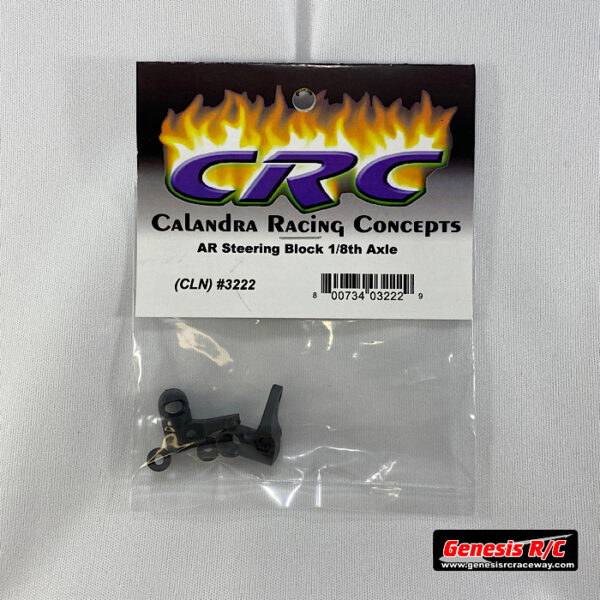 CRC
Calandra Racing Concepts
AR Steering Block 1/8th Axle
(CLN) #3222
8 00734 03222 9
Genesis R/C
www.genesisrcraceway.com